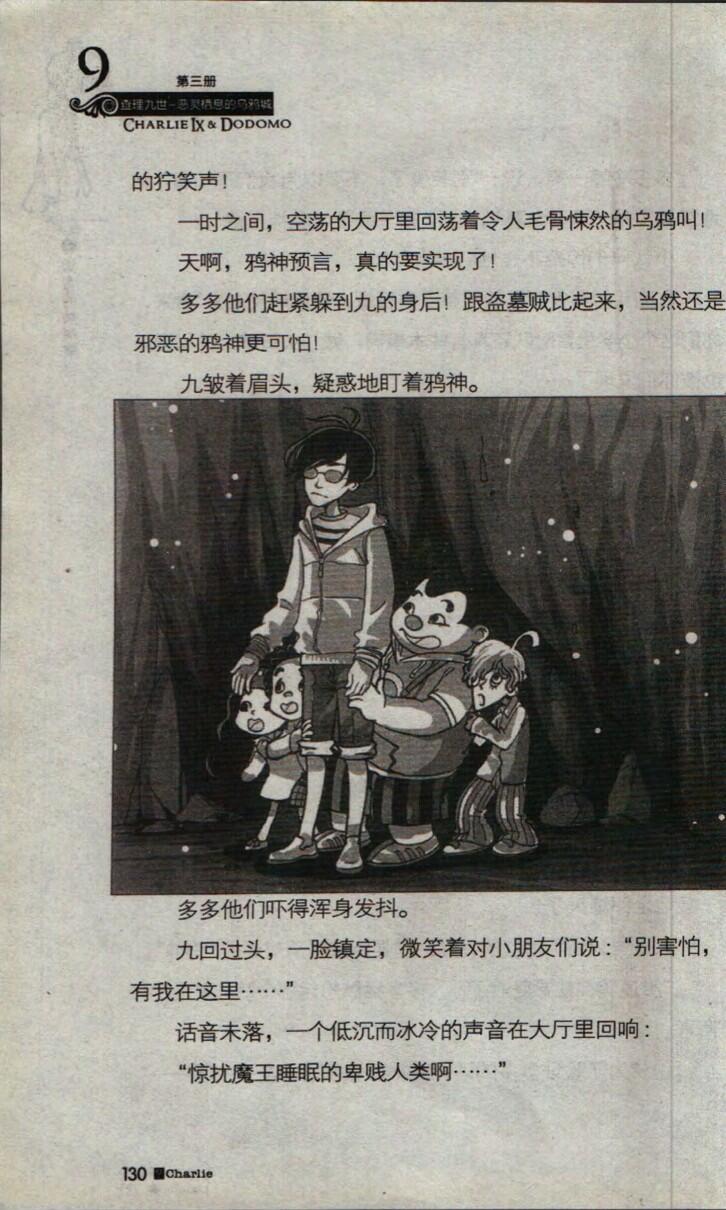 9
第三册
查理九世-恶灵栖息的乌鸦城
CHARLIE IX & DODOMO
的狞笑声！
一时之间，空荡的大厅里回荡着令人毛骨悚然的乌鸦叫！
天啊，鸦神预言，真的要实现了！
多多他们赶紧躲到九的身后！跟盗墓贼比起来，当然还是
邪恶的鸦神更可怕！
九皱着眉头，疑惑地盯着鸦神。
多多他们吓得浑身发抖。
九回过头，一脸镇定，微笑着对小朋友们说：“别害怕，
有我在这里……”
话音未落，一个低沉而冰冷的声音在大厅里回响：
“惊扰魔王睡眠的卑贱人类啊……”
130 Charlie